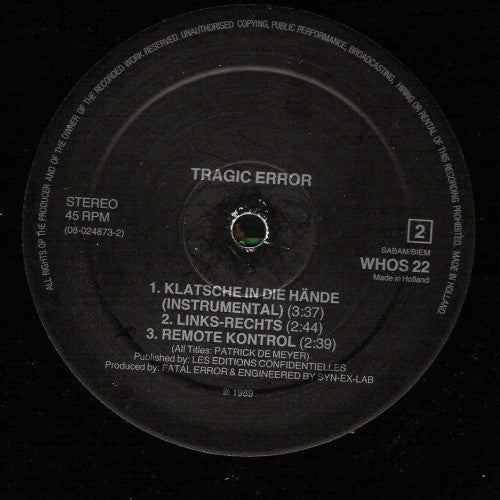 ALL RIGHTS OF THE PRODUCER AND OF THE OWNER OF THE RECORDED WORK RESERVED. UNAUTHORISED COPYING, PUBLIC PERFORMANCE, BROADCASTING, HIRING OR RENTAL OF THIS RECORDING PROHIBITED. MADE IN HOLLAND.
TRAGIC ERROR
STEREO
45 RPM
(08-024873-2)
2
SABAM/BIEM
WHOS 22
Made in Holland
1. KLATSCHE IN DIE HÄNDE
(INSTRUMENTAL) (3:37)
2. LINKS-RECHTS (2:44)
3. REMOTE KONTROL (2:39)
(All Titles: PATRICK DE MEYER).
Published by: LES EDITIONS CONFIDENTIELLES
Produced by: FATAL ERROR & ENGINEERED BY SYN-EX-LAB
℗ 1989